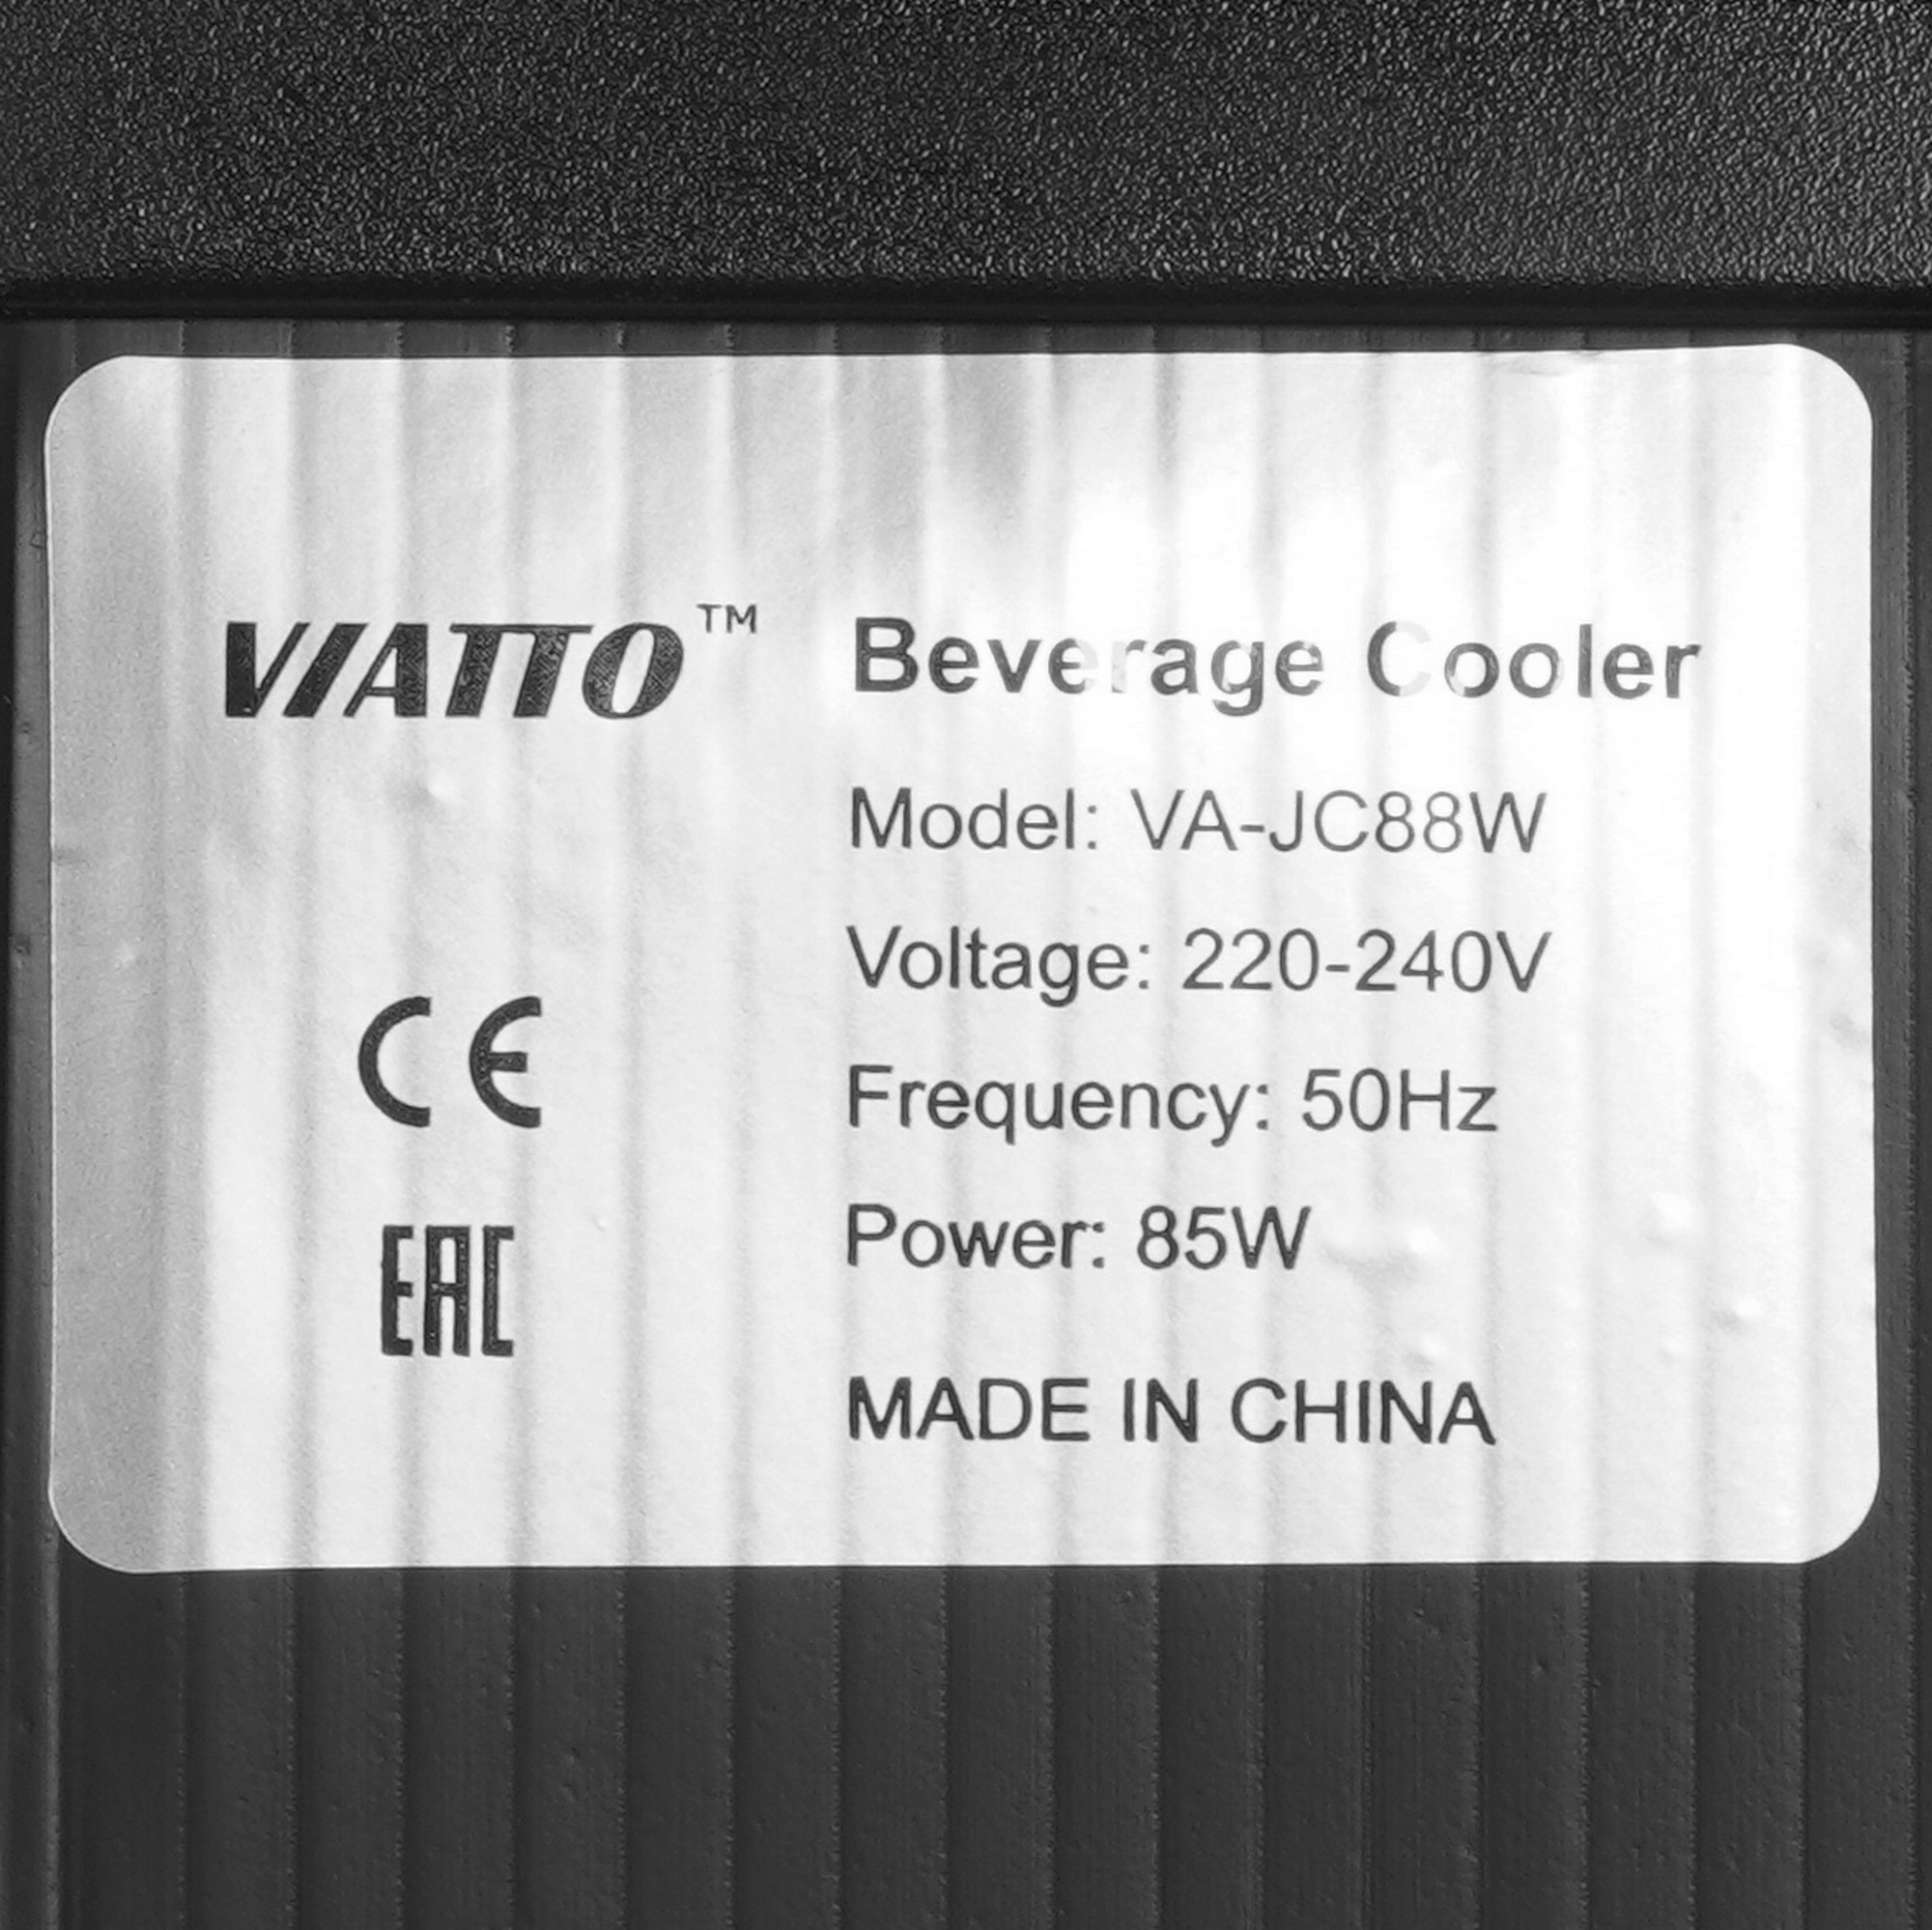 VIATTO™ Beverage Cooler
Model: VA-JC88W
Voltage: 220-240V
CE
Frequency: 50Hz
Power: 85W
EAC
MADE IN CHINA